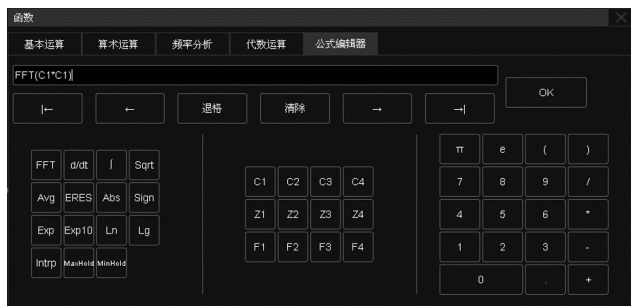 函数
基本运算 算术运算 频率分析 代数运算 公式编辑器
FFT(C1*C1)
OK
|← ← 退格 清除 → →|
π e ( )
FFT d/dt ∫ Sqrt
C1 C2 C3 C4
7 8 9 /
Avg ERES Abs Sign
Z1 Z2 Z3 Z4
4 5 6 *
Exp Exp10 Ln Lg
F1 F2 F3 F4
1 2 3 -
Intrp MaxHold MinHold
0 . +